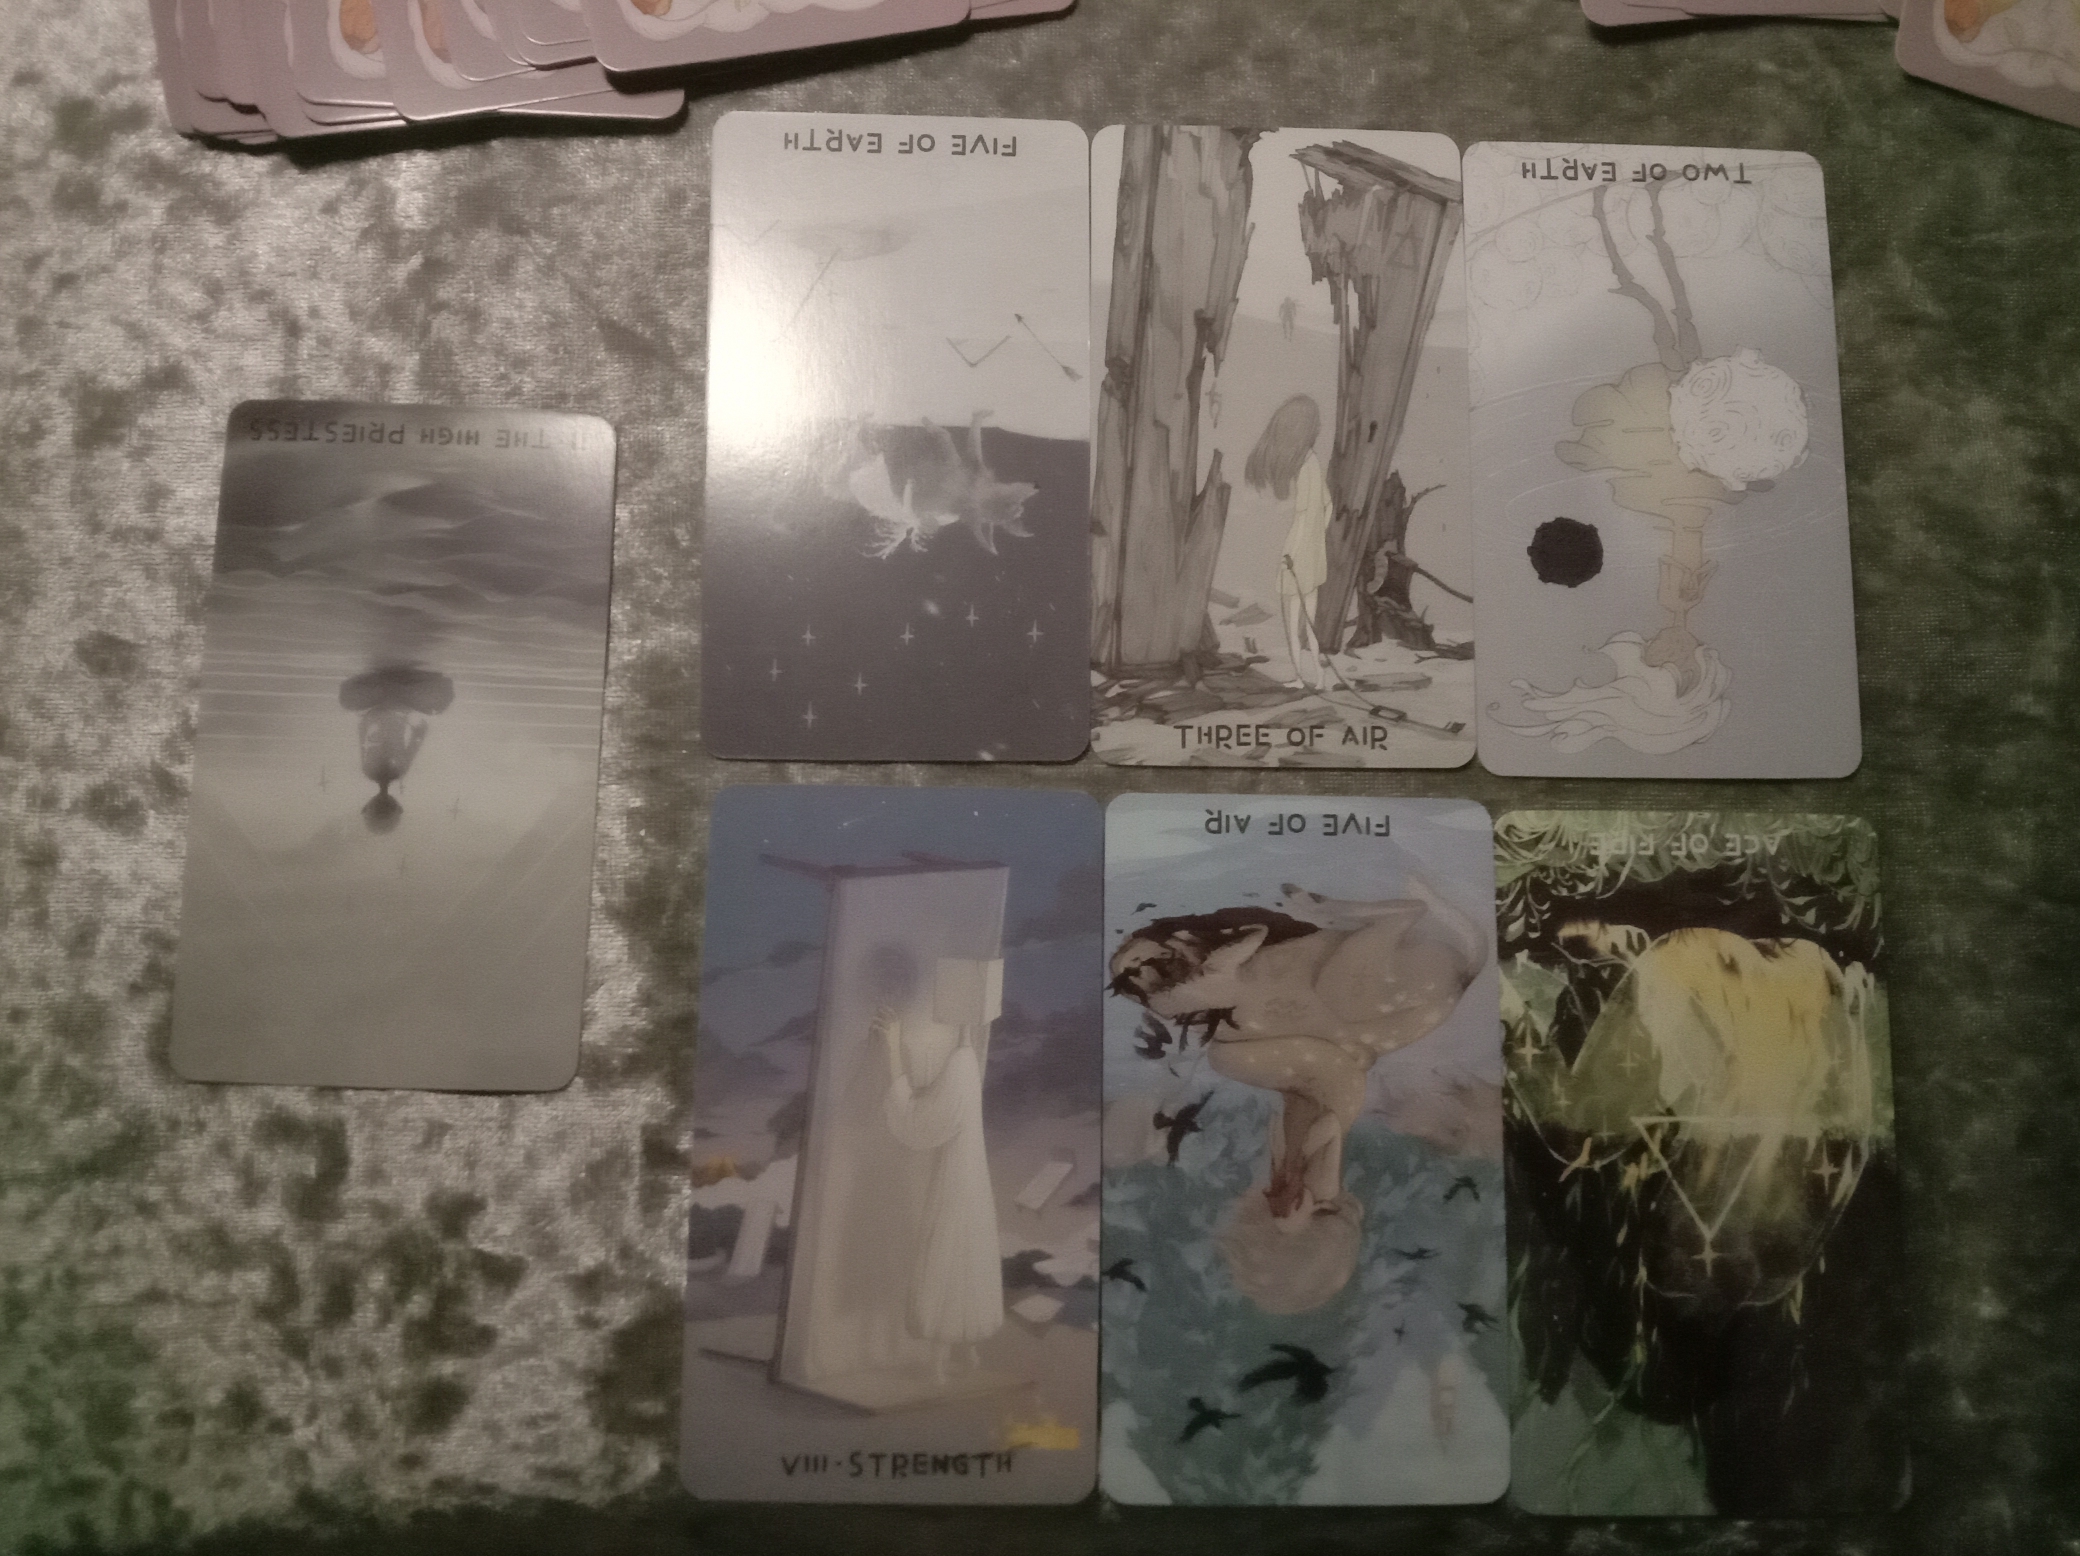 FIVE OF EARTH
THREE OF AIR
TWO OF EARTH
II · THE HIGH PRIESTESS
VIII · STRENGTH
FIVE OF AIR
ACE OF FIRE